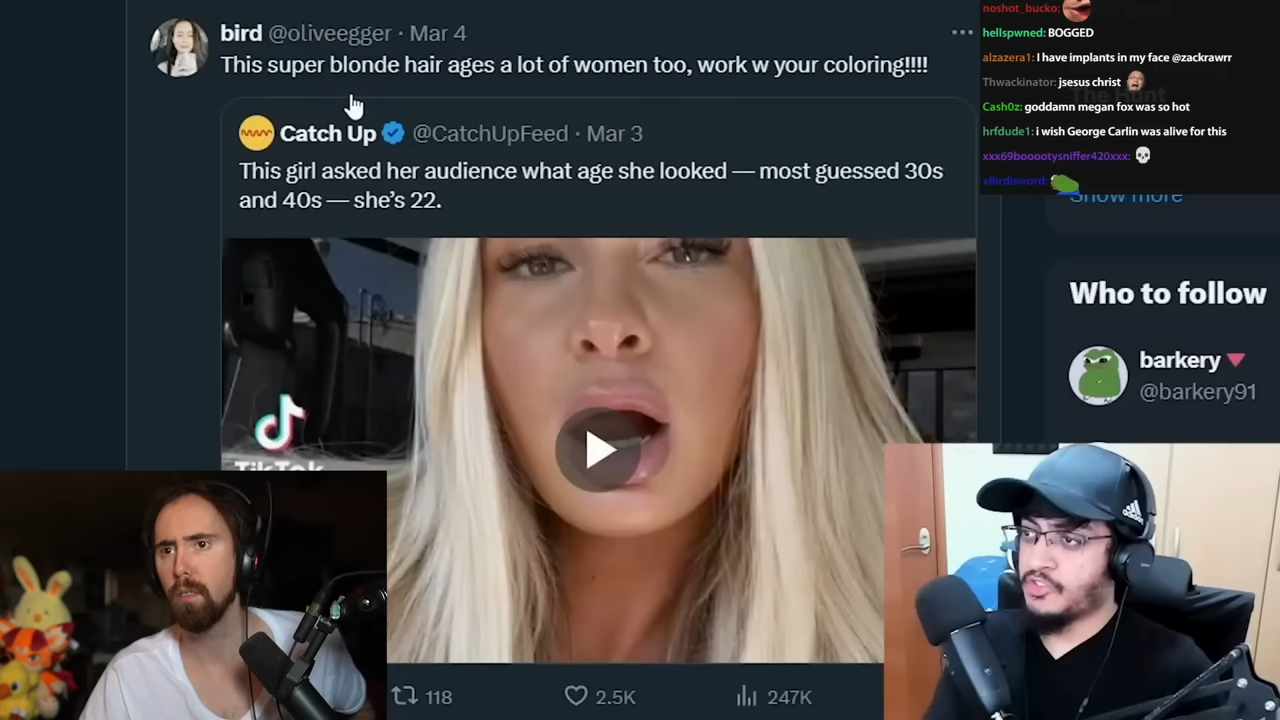 bird @oliveegger · Mar 4
This super blonde hair ages a lot of women too, work w your coloring!!!!
Catch Up @CatchUpFeed · Mar 3
This girl asked her audience what age she looked — most guessed 30s
and 40s — she's 22.
TikTok
118 2.5K 247K
noshot_bucko:
hellspwned: BOGGED
alzazera1: I have implants in my face @zackrawrr
Thwackinator: jsesus christ
Cash0z: goddamn megan fox was so hot
hrfdude1: i wish George Carlin was alive for this
xxx69booootysniffer420xxx:
Show more
Who to follow
barkery
@barkery91
adidas